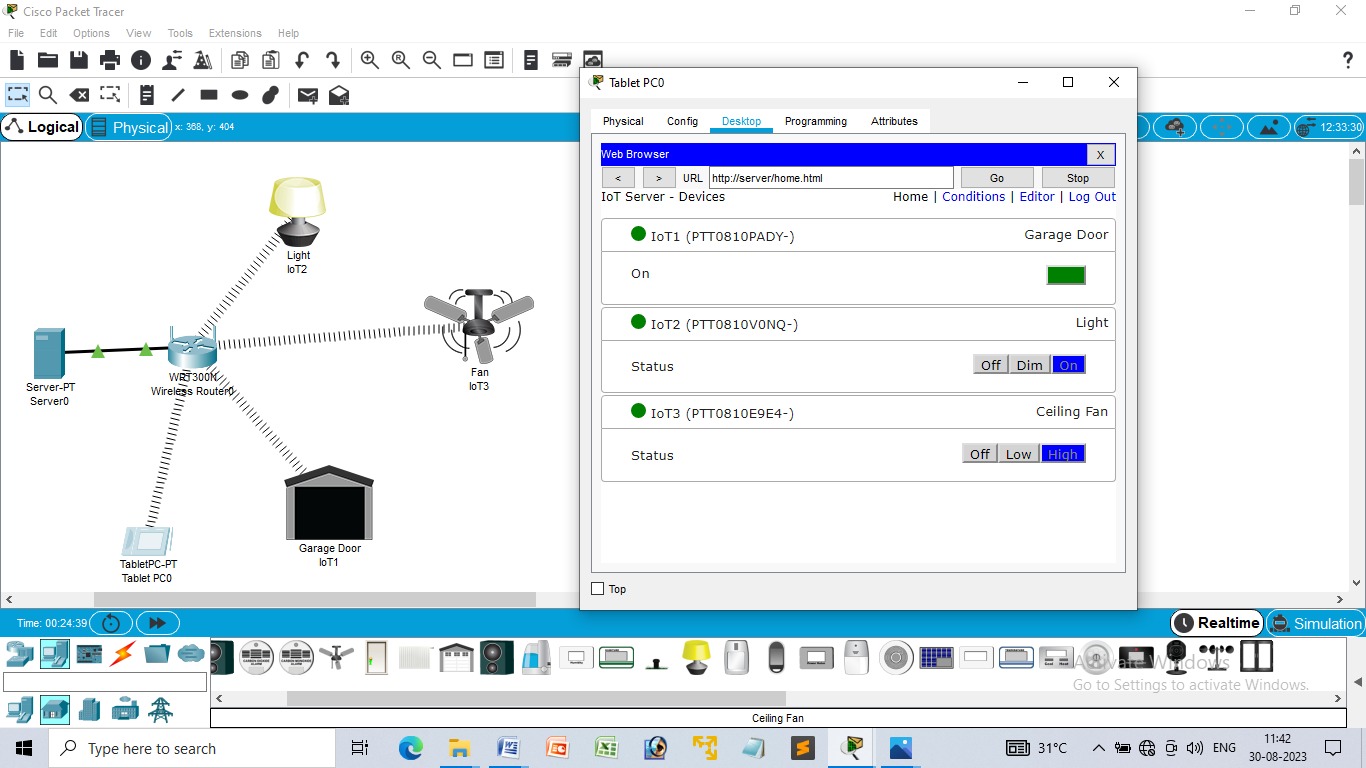 Cisco Packet Tracer
File Edit Options View Tools Extensions Help
Logical Physical x: 368, y: 404
12:33:30
Light
IoT2
Fan
IoT3
Server-PT
Server0
WRT300N
Wireless Router0
Garage Door
IoT1
TabletPC-PT
Tablet PC0
Tablet PC0
Physical Config Desktop Programming Attributes
Web Browser X
< > URL http://server/home.html Go Stop
IoT Server - Devices Home | Conditions | Editor | Log Out
IoT1 (PTT0810PADY-) Garage Door
On
IoT2 (PTT0810V0NQ-) Light
Status Off Dim On
IoT3 (PTT0810E9E4-) Ceiling Fan
Status Off Low High
Top
Time: 00:24:39 Realtime Simulation
Activate Windows
Go to Settings to activate Windows.
Ceiling Fan
Type here to search
31°C ENG 11:42
30-08-2023